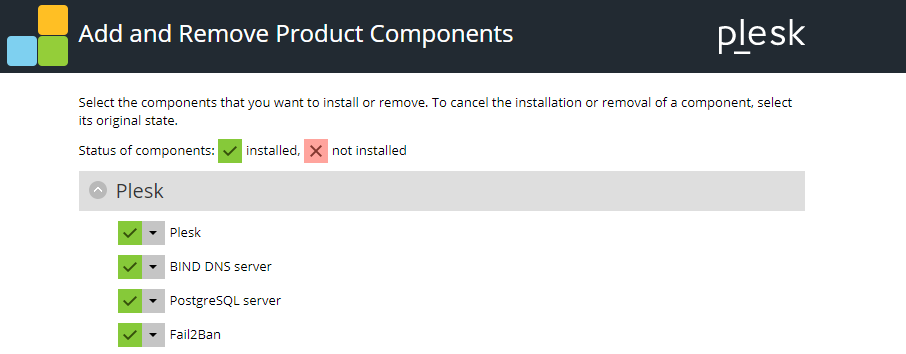 Add and Remove Product Components
plesk
Select the components that you want to install or remove. To cancel the installation or removal of a component, select
its original state.
Status of components: installed, not installed
Plesk
Plesk
BIND DNS server
PostgreSQL server
Fail2Ban